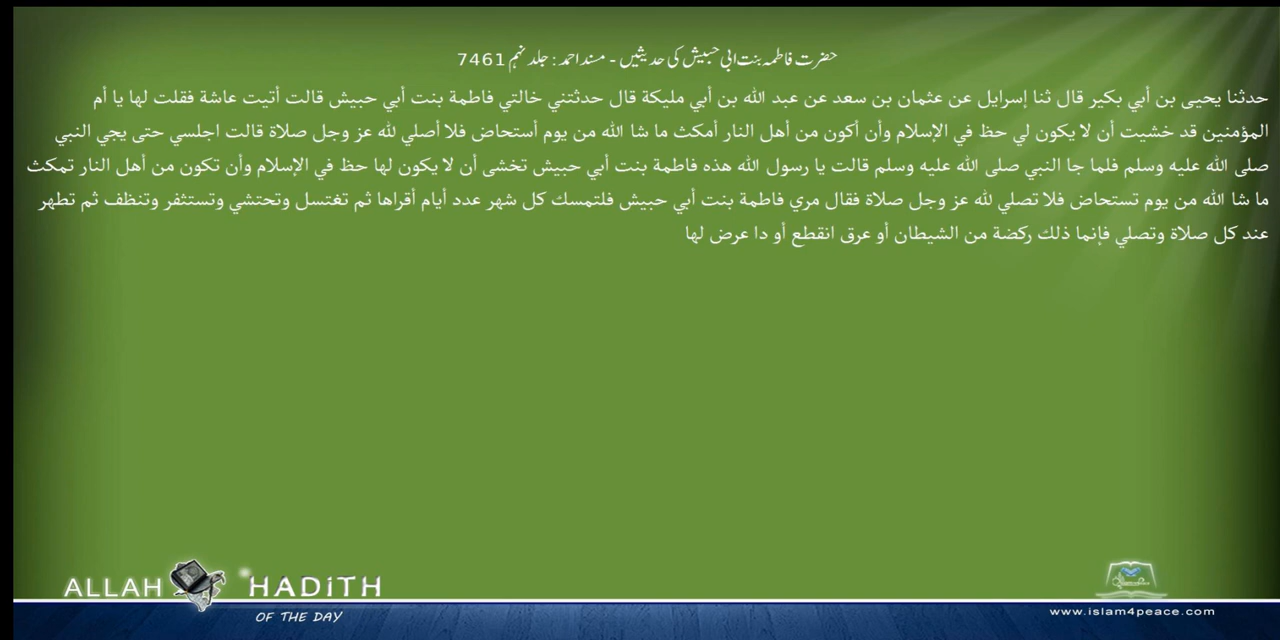 حضرت فاطمہ بنت ابی حبیش کی حدیثیں - مسند احمد : جلد نہم 7461
حدثنا يحيى بن أبي بكير قال ثنا إسرايل عن عثمان بن سعد عن عبد الله بن أبي مليكة قال حدثتني خالتي فاطمة بنت أبي حبيش قالت أتيت عاشة فقلت لها يا أم
المؤمنين قد خشيت أن لا يكون لي حظ في الإسلام وأن أكون من أهل النار أمكث ما شا الله من يوم أستحاض فلا أصلي لله عز وجل صلاة قالت اجلسي حتى يجي النبي
صلى الله عليه وسلم فلما جا النبي صلى الله عليه وسلم قالت يا رسول الله هذه فاطمة بنت أبي حبيش تخشى أن لا يكون لها حظ في الإسلام وأن تكون من أهل النار تمكث
ما شا الله من يوم تستحاض فلا تصلي لله عز وجل صلاة فقال مري فاطمة بنت أبي حبيش فلتمسك كل شهر عدد أيام أقراها ثم تغتسل وتحتشي وتستثفر وتنظف ثم تطهر
عند كل صلاة وتصلي فإنما ذلك ركضة من الشيطان أو عرق انقطع أو دا عرض لها
ALLAH HADITH
OF THE DAY
www.islam4peace.com